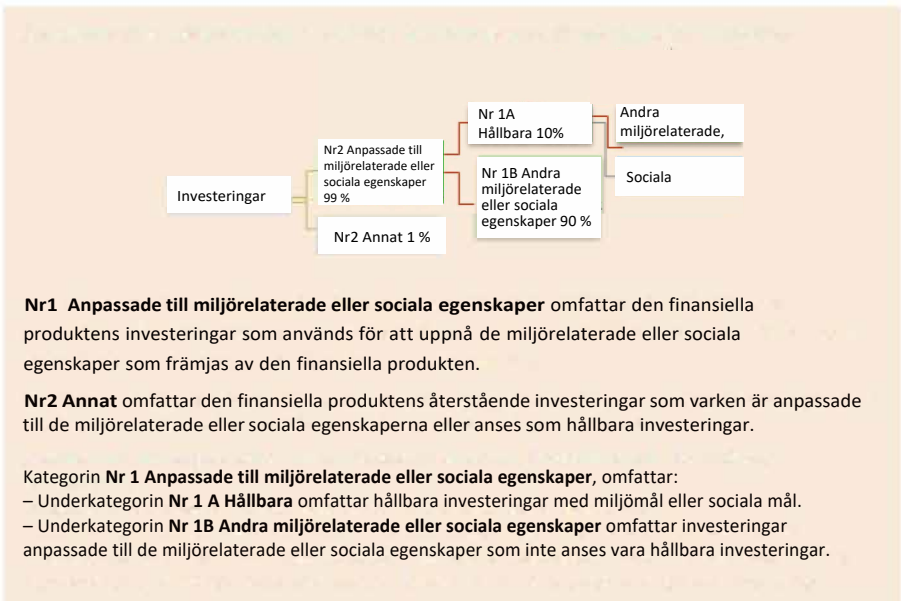 Nr 1A
Hållbara 10%
Andra
miljörelaterade,
Nr2 Anpassade till
miljörelaterade eller
sociala egenskaper
99 %
Nr 1B Andra
miljörelaterade
eller sociala
egenskaper 90 %
Sociala
Investeringar
Nr2 Annat 1 %
Nr1 Anpassade till miljörelaterade eller sociala egenskaper omfattar den finansiella
produktens investeringar som används för att uppnå de miljörelaterade eller sociala
egenskaper som främjas av den finansiella produkten.
Nr2 Annat omfattar den finansiella produktens återstående investeringar som varken är anpassade
till de miljörelaterade eller sociala egenskaperna eller anses som hållbara investeringar.
Kategorin Nr 1 Anpassade till miljörelaterade eller sociala egenskaper, omfattar:
– Underkategorin Nr 1 A Hållbara omfattar hållbara investeringar med miljömål eller sociala mål.
– Underkategorin Nr 1B Andra miljörelaterade eller sociala egenskaper omfattar investeringar
anpassade till de miljörelaterade eller sociala egenskaper som inte anses vara hållbara investeringar.